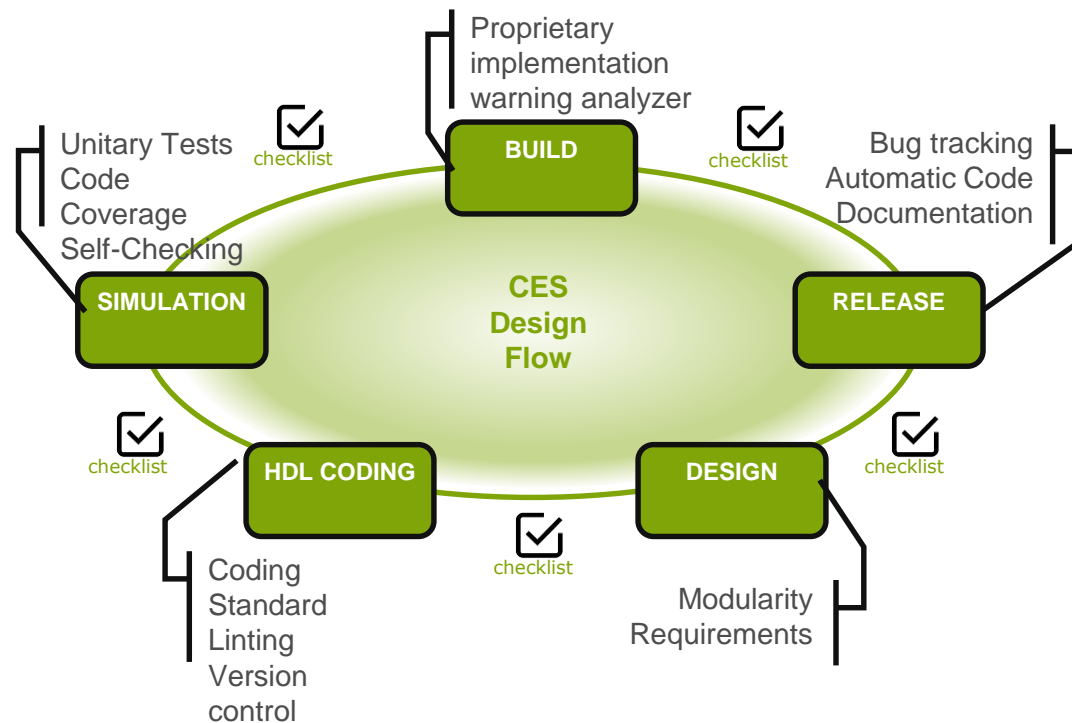 Proprietary
implementation
warning analyzer
checklist
BUILD
checklist
Unitary Tests
Code
Coverage
Self-Checking
Bug tracking
Automatic Code
Documentation
SIMULATION
CES
Design
Flow
RELEASE
checklist
HDL CODING
DESIGN
checklist
checklist
Coding
Standard
Linting
Version
control
Modularity
Requirements